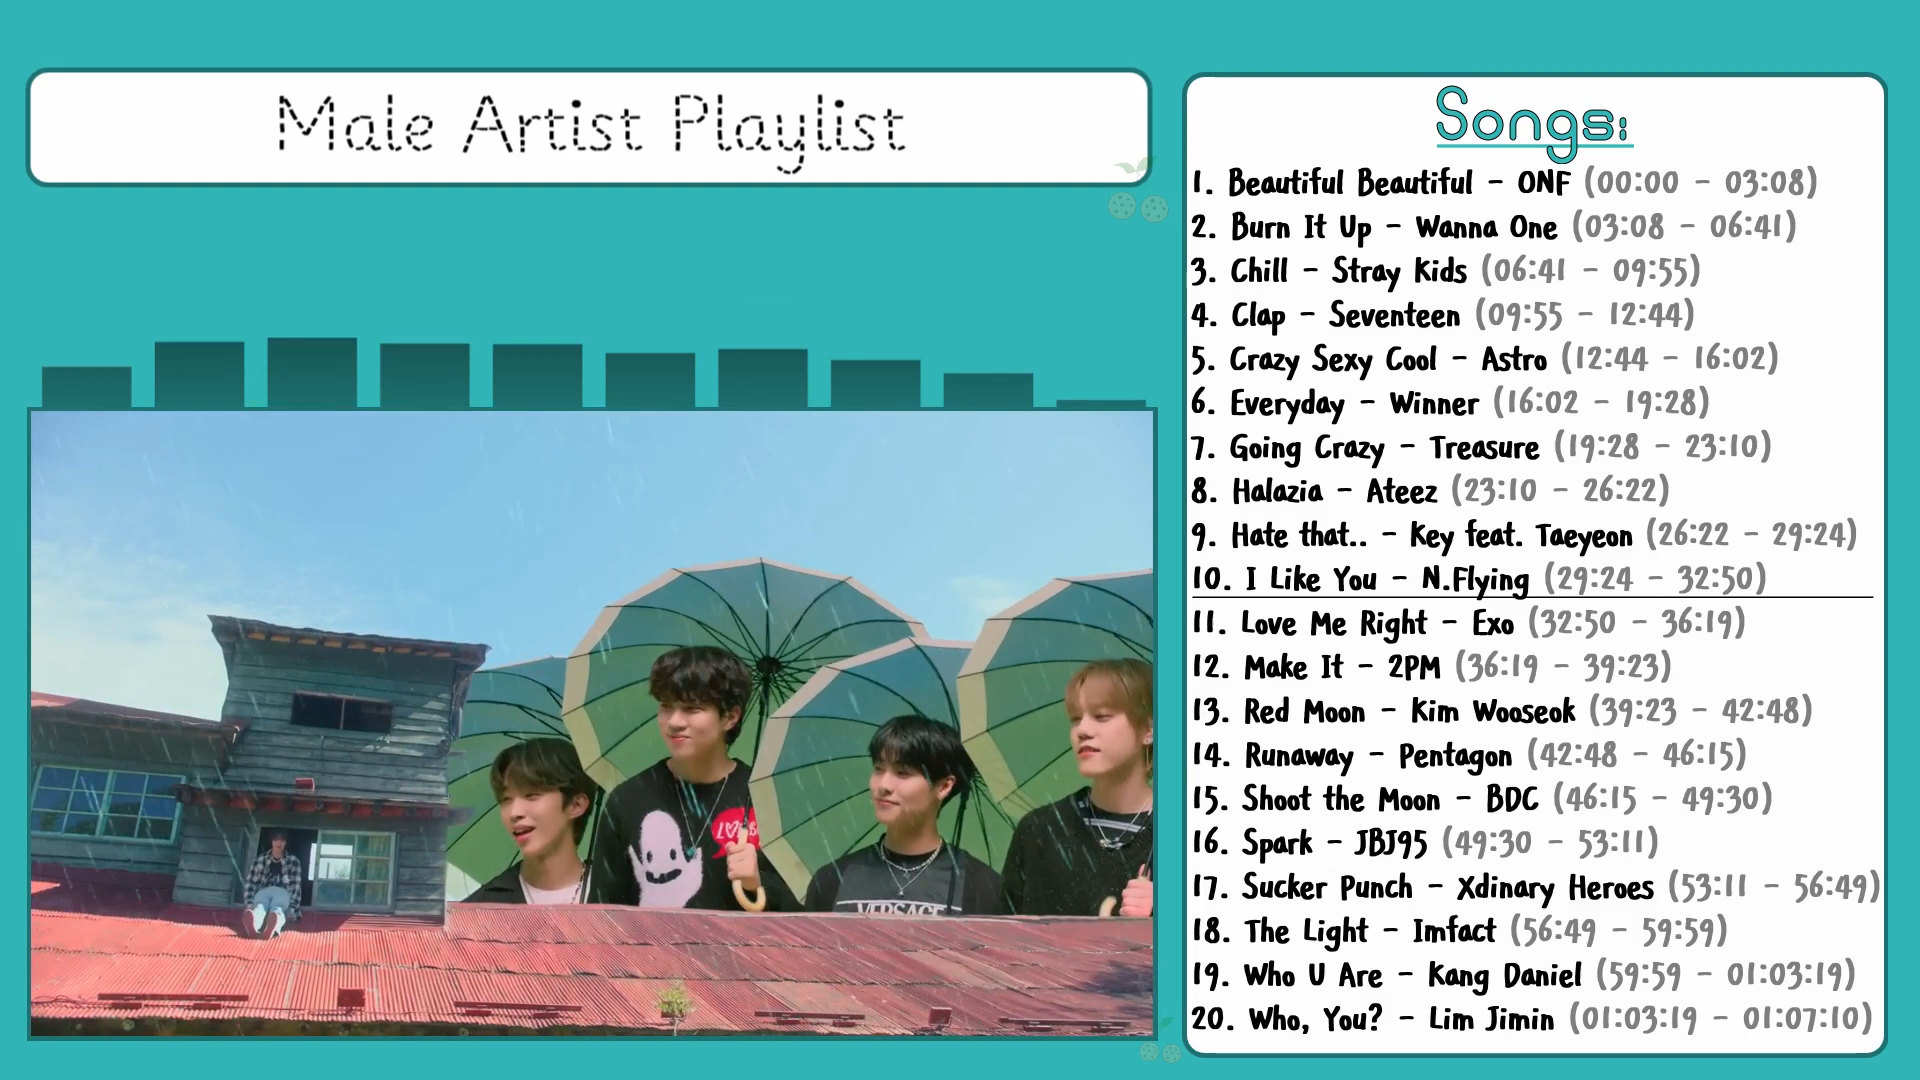 Male Artist Playlist
Songs:
1. Beautiful Beautiful - ONF (00:00 - 03:08)
2. Burn It Up - Wanna One (03:08 - 06:41)
3. Chill - Stray Kids (06:41 - 09:55)
4. Clap - Seventeen (09:55 - 12:44)
5. Crazy Sexy Cool - Astro (12:44 - 16:02)
6. Everyday - Winner (16:02 - 19:28)
7. Going Crazy - Treasure (19:28 - 23:10)
8. Halazia - Ateez (23:10 - 26:22)
9. Hate that.. - Key feat. Taeyeon (26:22 - 29:24)
10. I Like You - N.Flying (29:24 - 32:50)
11. Love Me Right - Exo (32:50 - 36:19)
12. Make It - 2PM (36:19 - 39:23)
13. Red Moon - Kim Wooseok (39:23 - 42:48)
14. Runaway - Pentagon (42:48 - 46:15)
15. Shoot the Moon - BDC (46:15 - 49:30)
16. Spark - JBJ95 (49:30 - 53:11)
17. Sucker Punch - Xdinary Heroes (53:11 - 56:49)
18. The Light - Imfact (56:49 - 59:59)
19. Who U Are - Kang Daniel (59:59 - 01:03:19)
20. Who, You? - Lim Jimin (01:03:19 - 01:07:10)
VERSACE